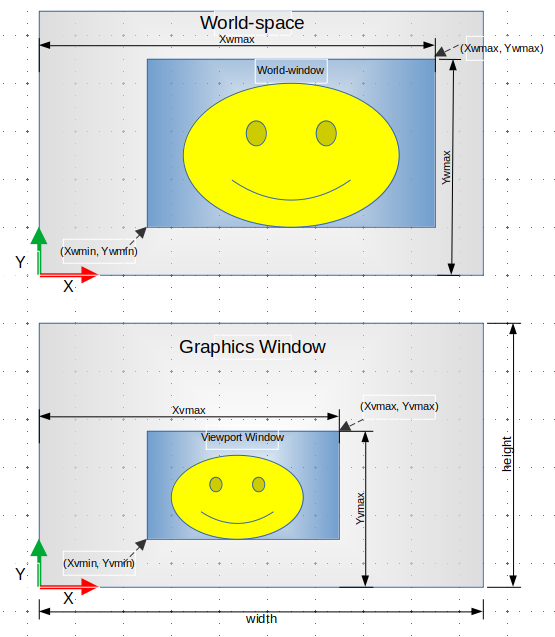 World-space
Xwmax
(Xwmax, Ywmax)
World-window
Ywmax
(Xwmin, Ywmin)
Y
X
Graphics Window
Xvmax
(Xvmax, Yvmax)
Viewport Window
Yvmax
height
(Xvmin, Yvmin)
Y
X
width